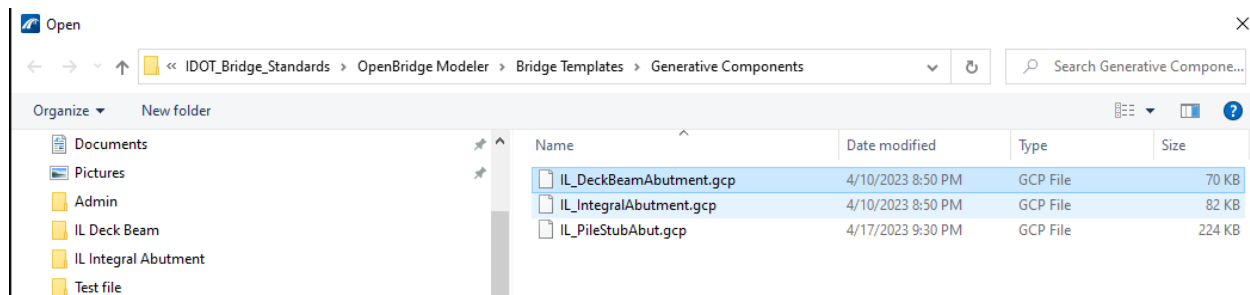 Open
« IDOT_Bridge_Standards › OpenBridge Modeler › Bridge Templates › Generative Components
Search Generative Compone...
Organize New folder
Documents
Pictures
Admin
IL Deck Beam
IL Integral Abutment
Test file
Name Date modified Type Size
IL_DeckBeamAbutment.gcp 4/10/2023 8:50 PM GCP File 70 KB
IL_IntegralAbutment.gcp 4/10/2023 8:50 PM GCP File 82 KB
IL_PileStubAbut.gcp 4/17/2023 9:30 PM GCP File 224 KB